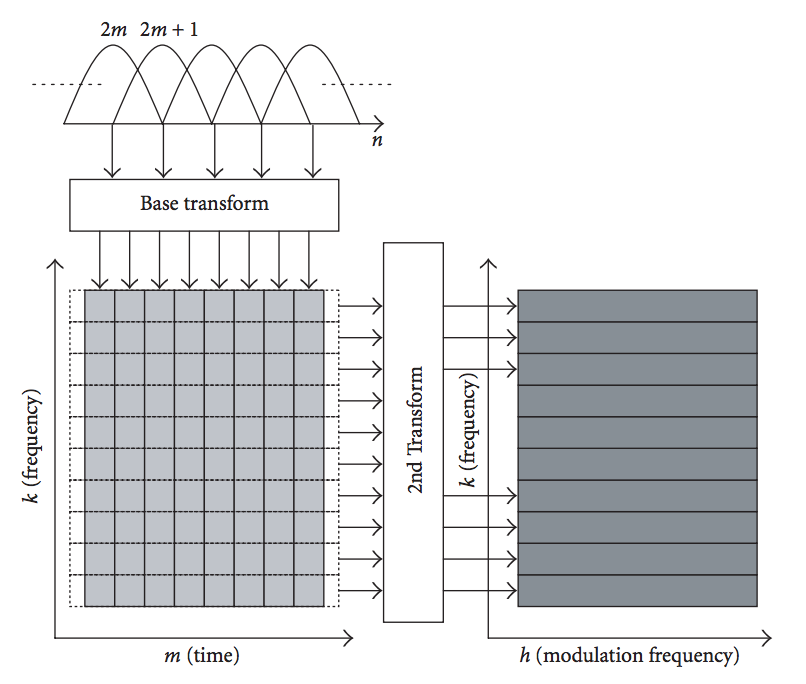 2m 2m + 1
n
Base transform
k (frequency)
2nd Transform
k (frequency)
m (time)
h (modulation frequency)